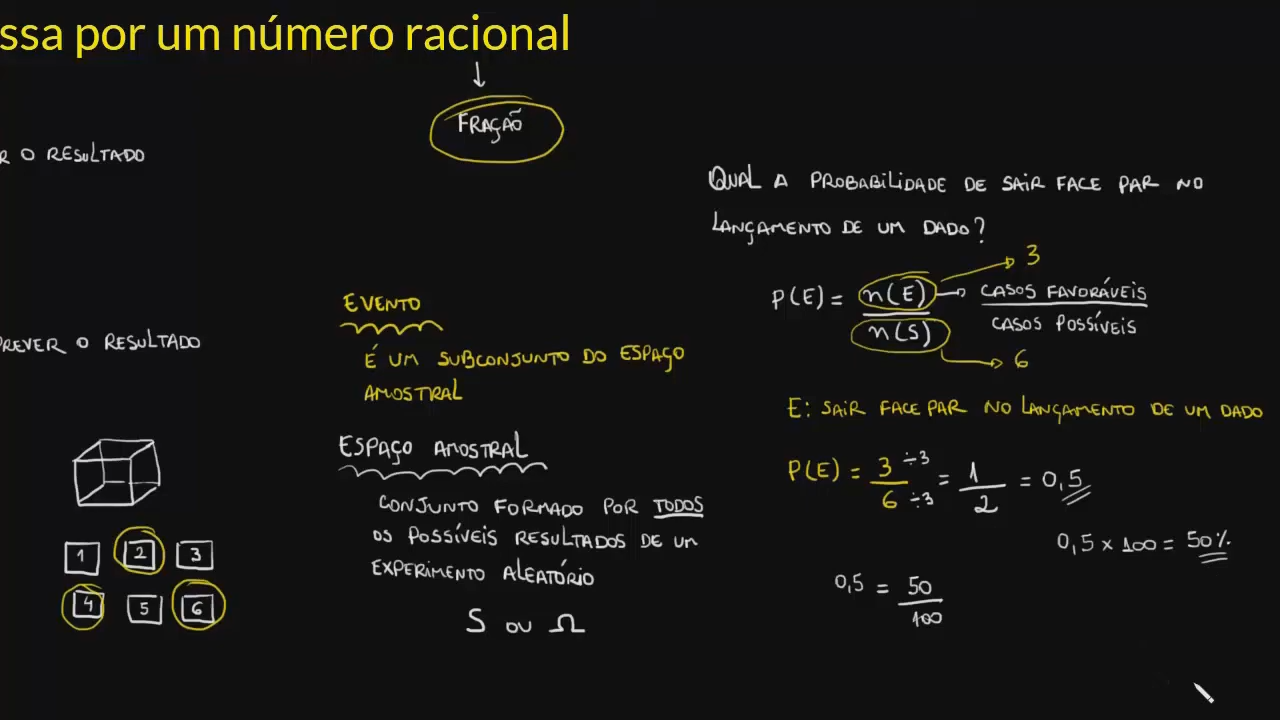 ssa por um número racional
FRAÇÃO
R O RESULTADO
PREVER O RESULTADO
1 2 3
4 5 6
EVENTO
É UM SUBCONJUNTO DO ESPAÇO
AMOSTRAL
ESPAÇO AMOSTRAL
CONJUNTO FORMADO POR TODOS
OS POSSÍVEIS RESULTADOS DE UM
EXPERIMENTO ALEATÓRIO
S OU Ω
QUAL A PROBABILIDADE DE SAIR FACE PAR NO
LANÇAMENTO DE UM DADO?
3
P(E) = n(E) CASOS FAVORÁVEIS
n(S) CASOS POSSÍVEIS
6
E: SAIR FACE PAR NO LANÇAMENTO DE UM DADO
P(E) = 3 ÷3 = 1 = 0,5
6 ÷3 2
0,5 × 100 = 50%
0,5 = 50
100